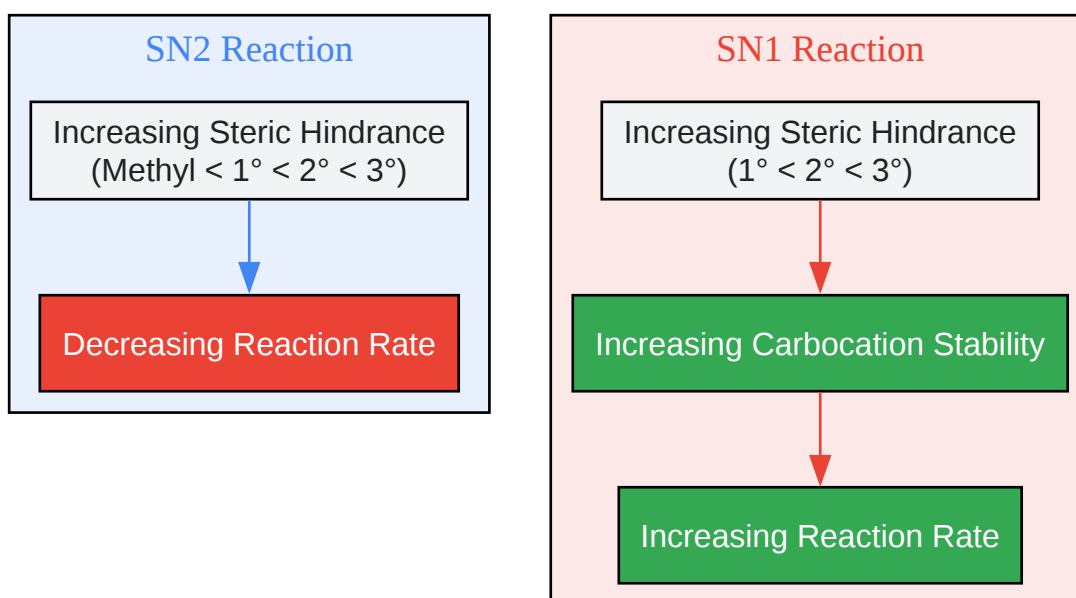 SN2 Reaction
Increasing Steric Hindrance
(Methyl < 1° < 2° < 3°)
Decreasing Reaction Rate
SN1 Reaction
Increasing Steric Hindrance
(1° < 2° < 3°)
Increasing Carbocation Stability
Increasing Reaction Rate